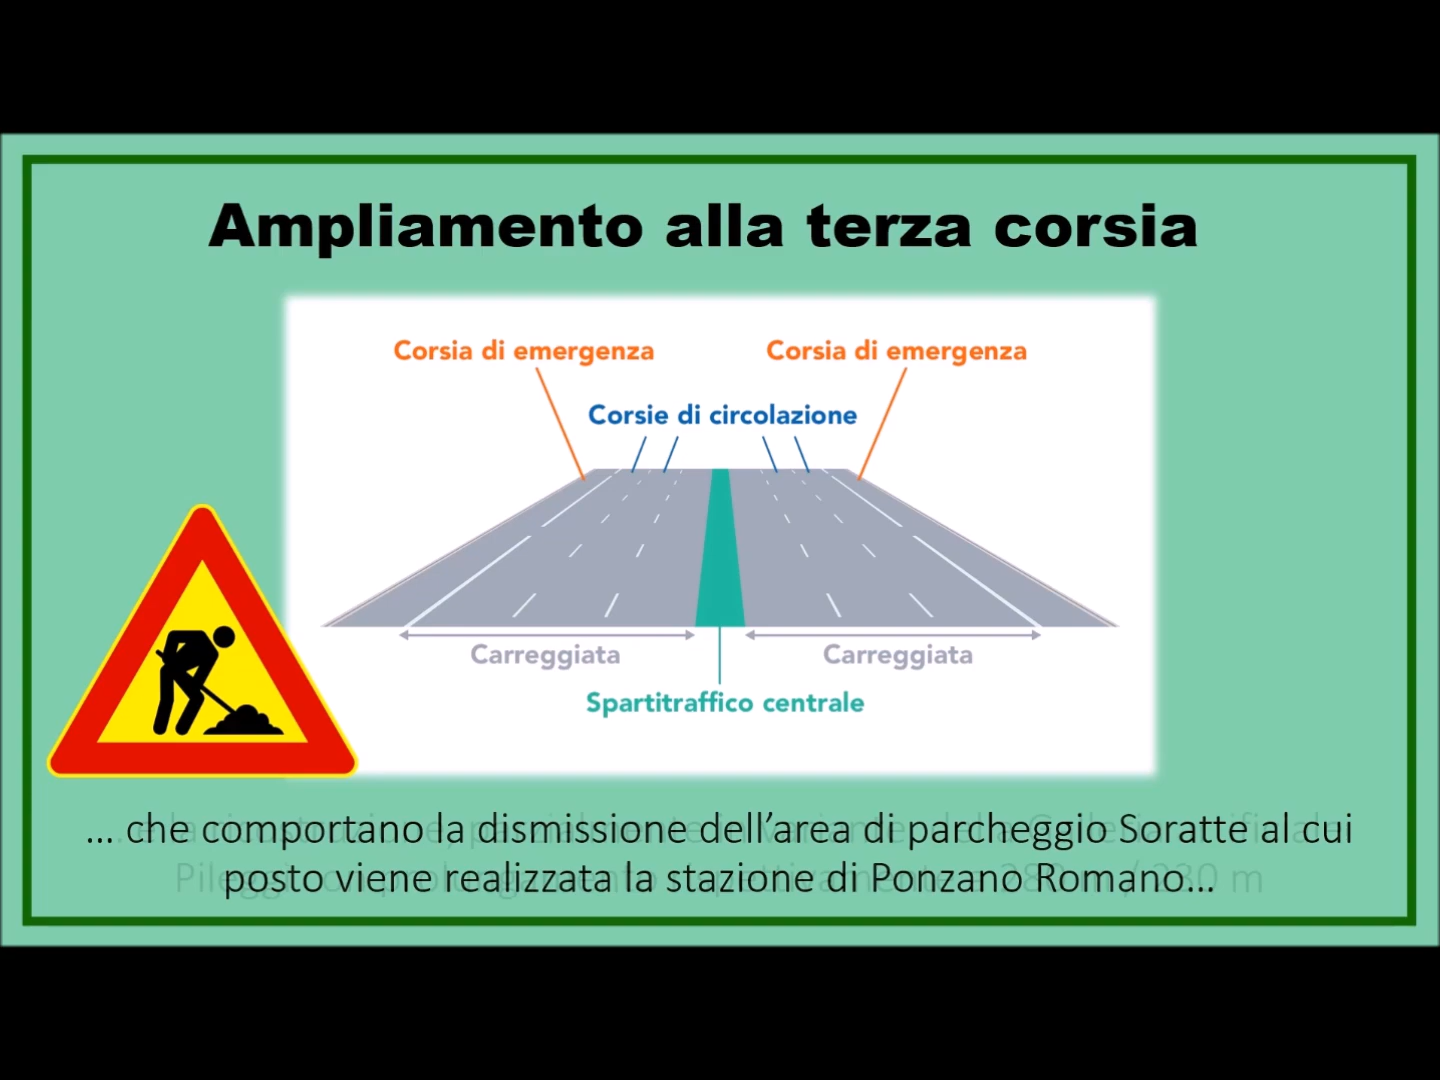 Ampliamento alla terza corsia
Corsia di emergenza
Corsia di emergenza
Corsie di circolazione
Carreggiata
Carreggiata
Spartitraffico centrale
... che comportano la dismissione dell’area di parcheggio Soratte al cui
posto viene realizzata la stazione di Ponzano Romano...